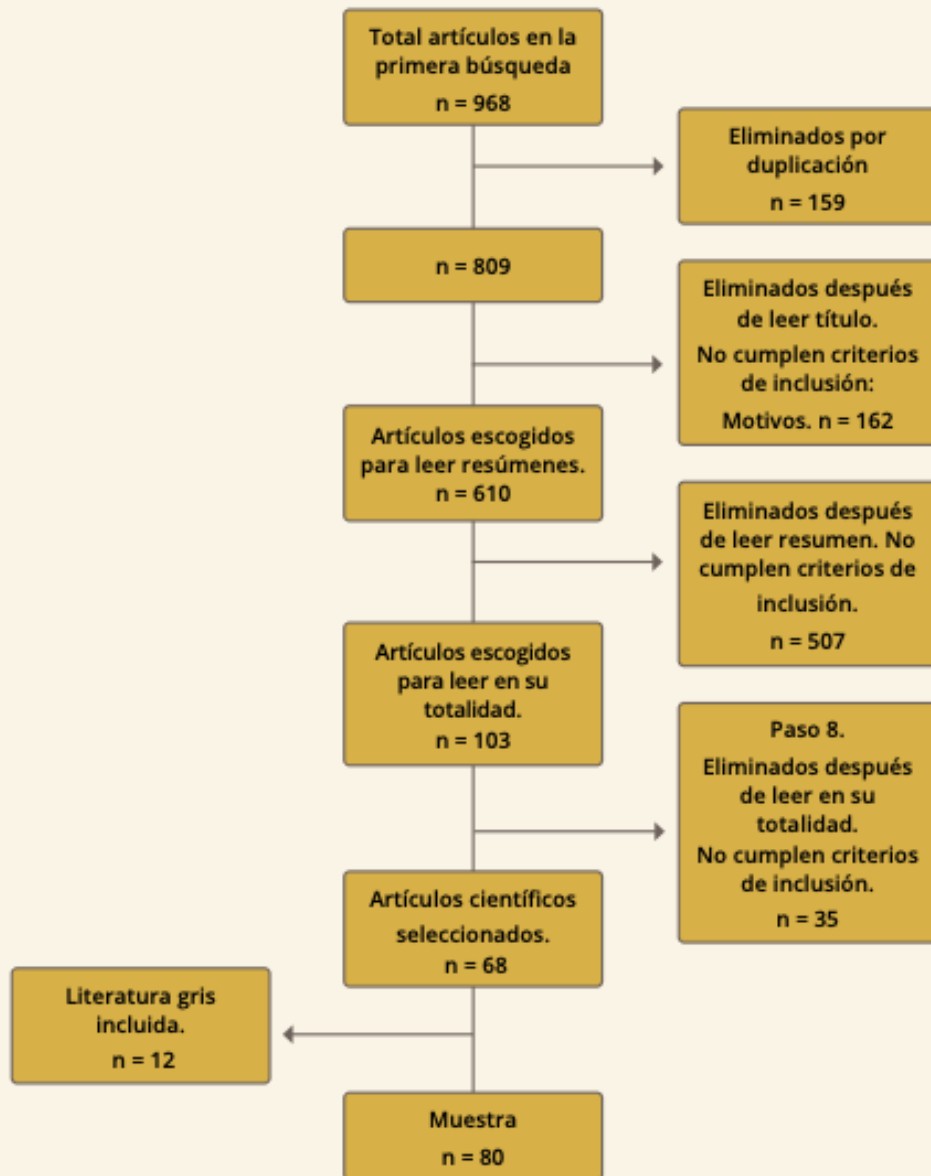 Total artículos en la
primera búsqueda
n = 968
Eliminados por
duplicación
n = 159
n = 809
Eliminados después
de leer título.
No cumplen criterios
de inclusión:
Motivos. n = 162
Artículos escogidos
para leer resúmenes.
n = 610
Eliminados después
de leer resumen. No
cumplen criterios de
inclusión.
n = 507
Artículos escogidos
para leer en su
totalidad.
n = 103
Paso 8.
Eliminados después
de leer en su
totalidad.
No cumplen criterios
de inclusión.
n = 35
Artículos científicos
seleccionados.
n = 68
Literatura gris
incluida.
n = 12
Muestra
n = 80